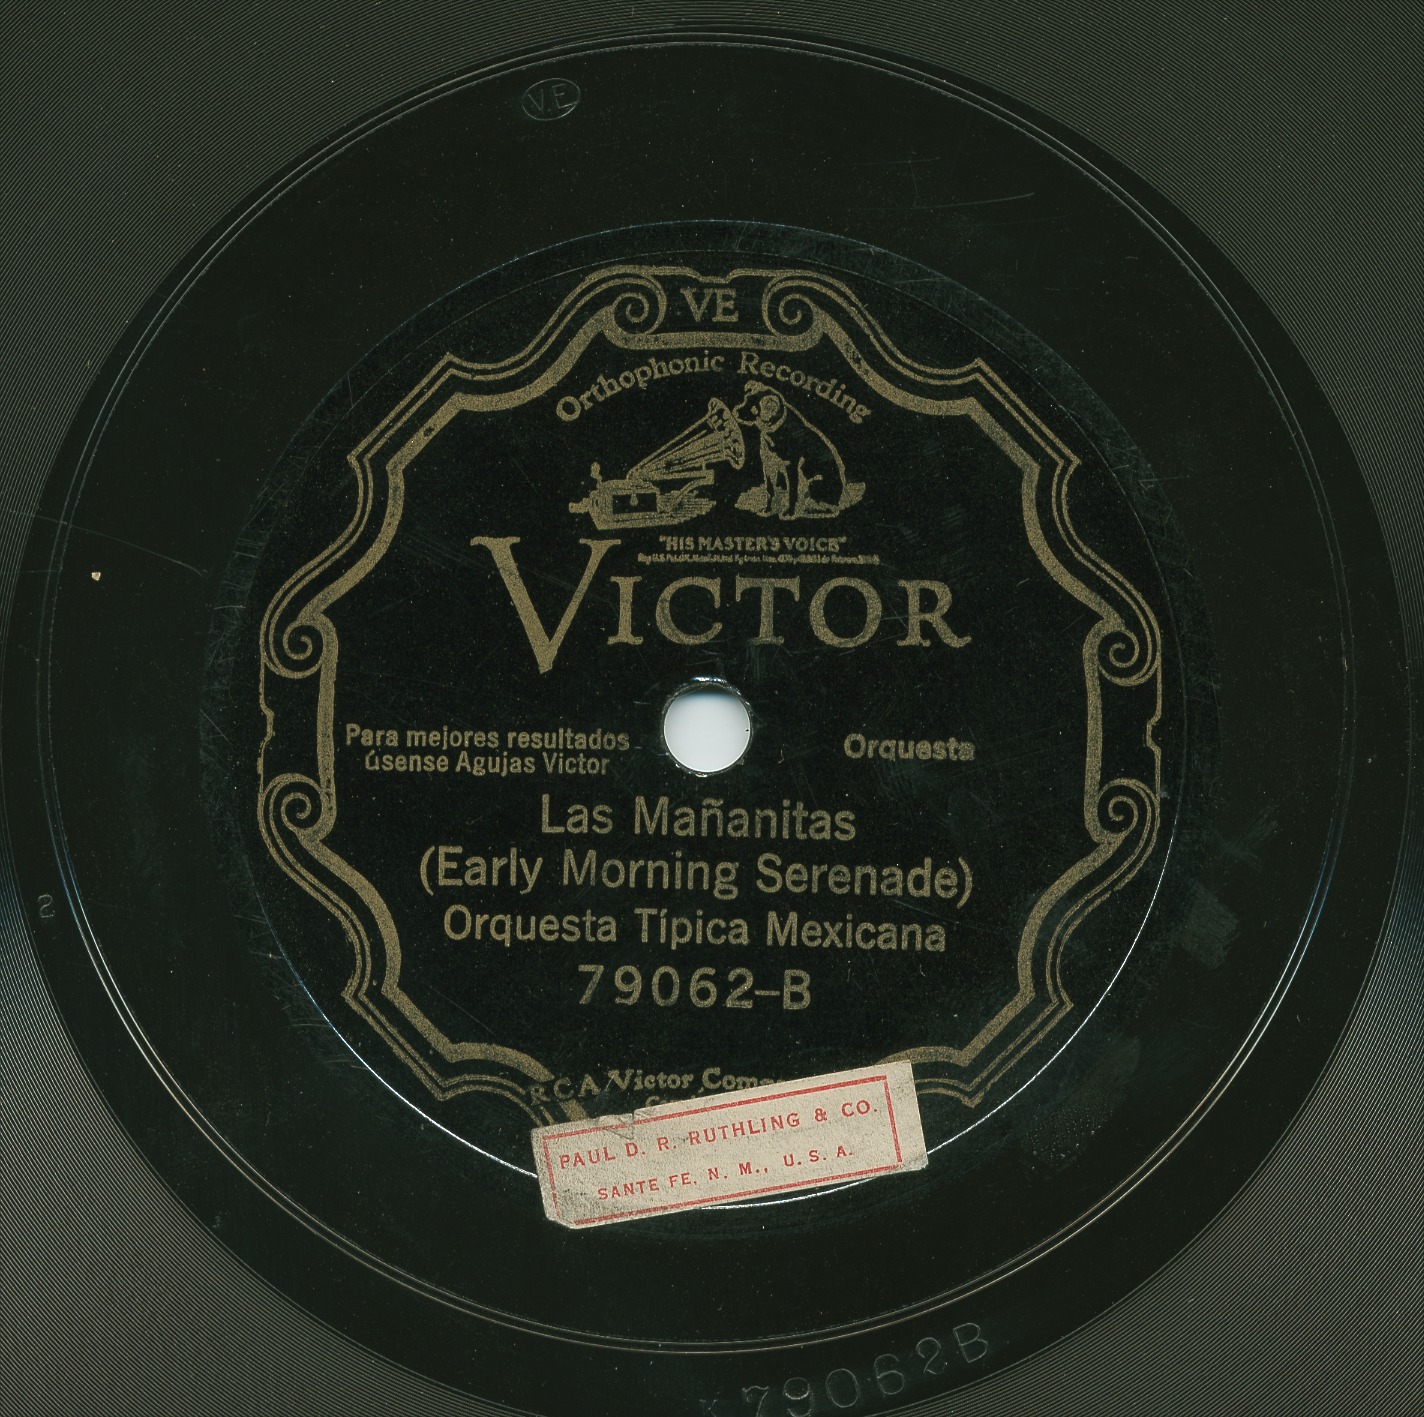 VE
VE
Orthophonic Recording
"HIS MASTER'S VOICE"
VICTOR
Para mejores resultados
úsense Agujas Victor
Orquesta
Las Mañanitas
(Early Morning Serenade)
Orquesta Típica Mexicana
79062-B
RCA Victor
PAUL D. R. RUTHLING & CO.
SANTE FE, N. M., U. S. A.
2
79062B